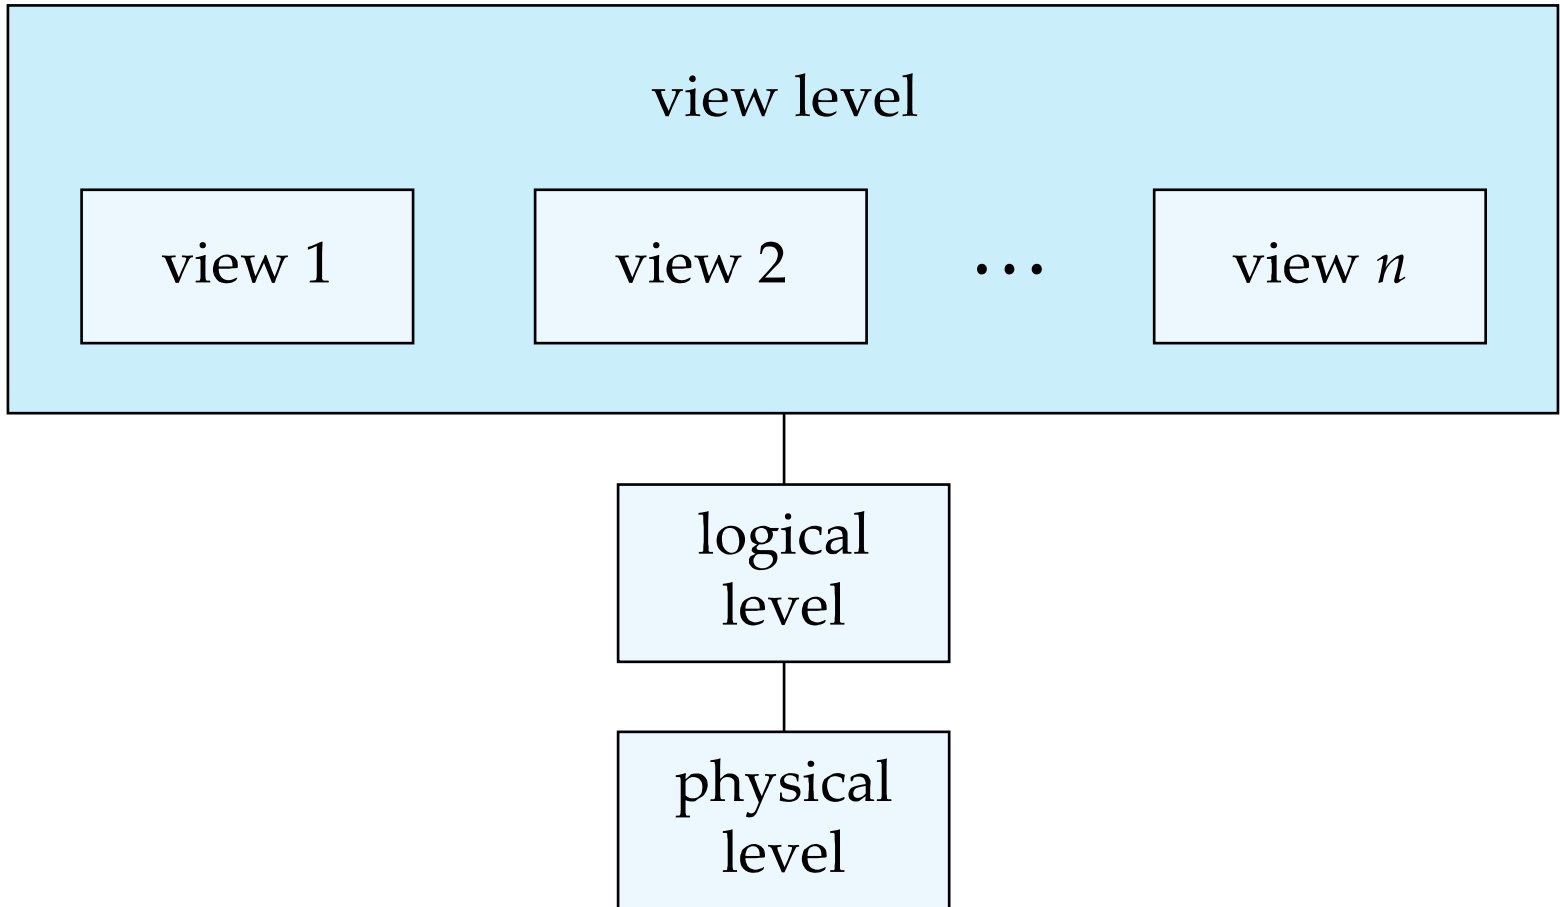 view level
view 1 view 2 ... view n
logical
level
physical
level